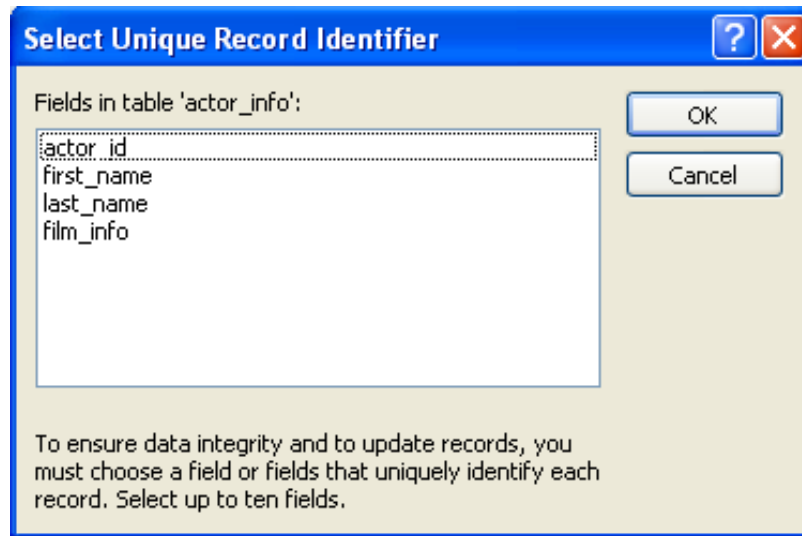 Select Unique Record Identifier
Fields in table 'actor_info':
OK
actor_id
first_name
Cancel
last_name
film_info
To ensure data integrity and to update records, you
must choose a field or fields that uniquely identify each
record. Select up to ten fields.